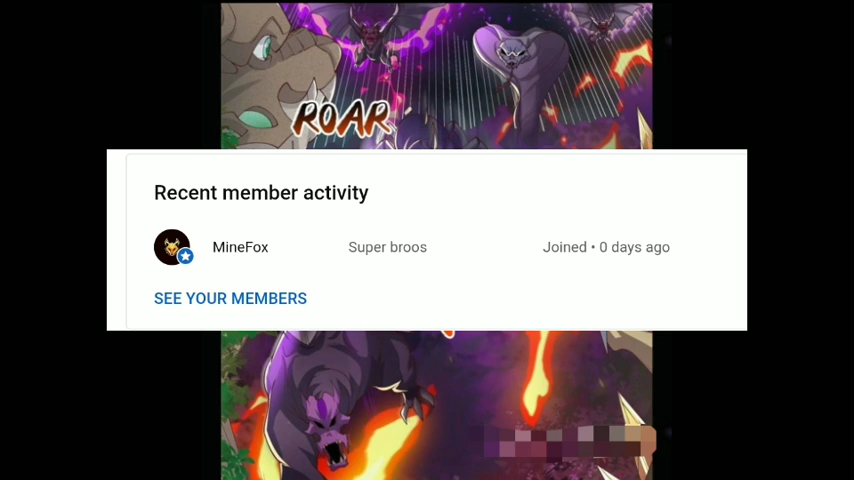 ROAR
Recent member activity
MineFox Super broos Joined • 0 days ago
SEE YOUR MEMBERS